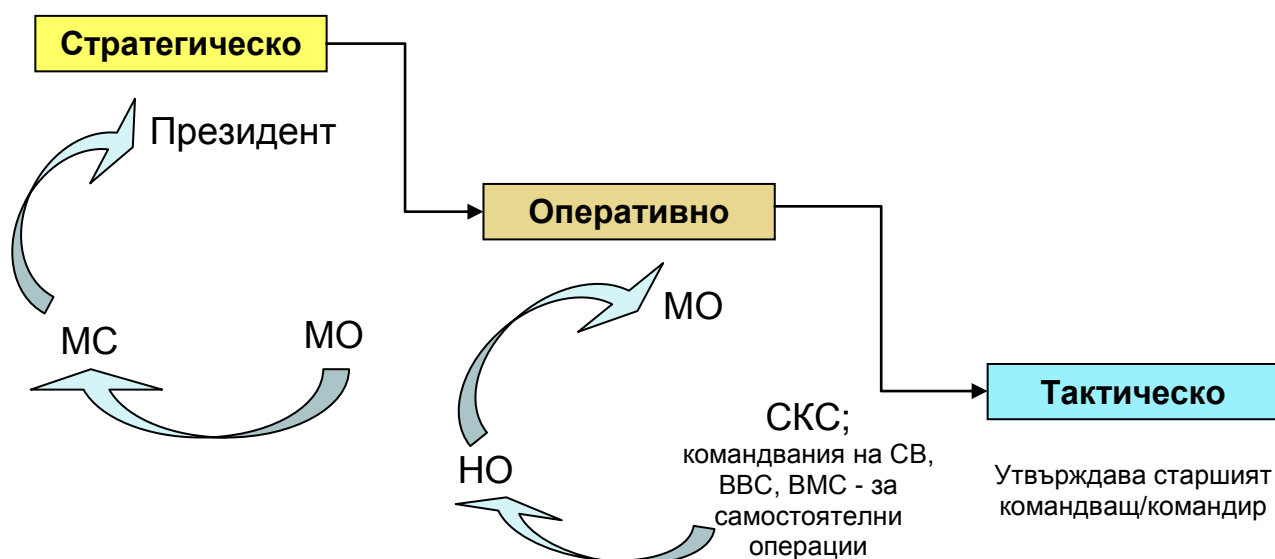 Стратегическо
Президент
МС
МО
Оперативно
МО
НО
СКС;
командвания на СВ,
ВВС, ВМС - за
самостоятелни
операции
Тактическо
Утвърждава старшият
командващ/командир